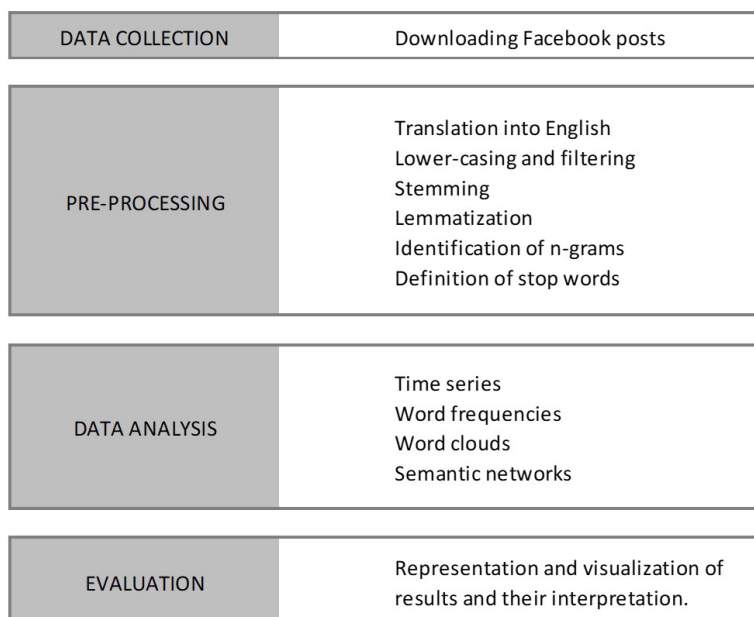 DATA COLLECTION
Downloading Facebook posts
PRE-PROCESSING
Translation into English
Lower-casing and filtering
Stemming
Lemmatization
Identification of n-grams
Definition of stop words
DATA ANALYSIS
Time series
Word frequencies
Word clouds
Semantic networks
EVALUATION
Representation and visualization of
results and their interpretation.